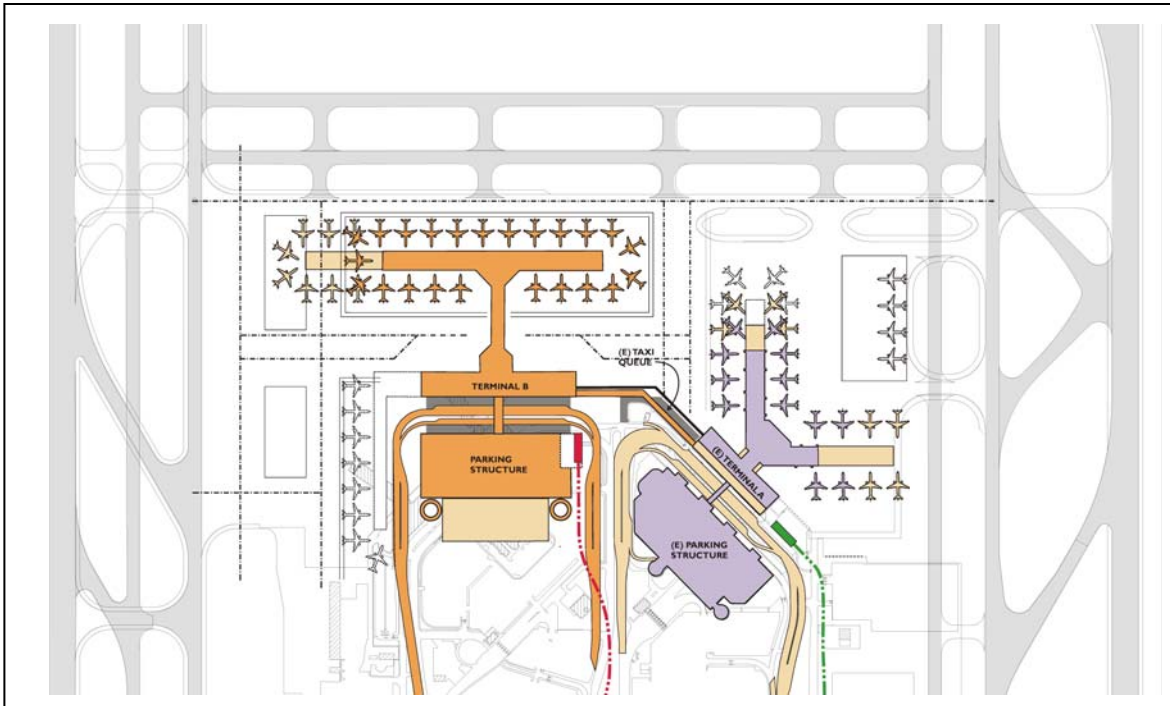 (E) TAXI
QUEUE
TERMINAL B
PARKING
STRUCTURE
(E) TERMINAL A
(E) PARKING
STRUCTURE